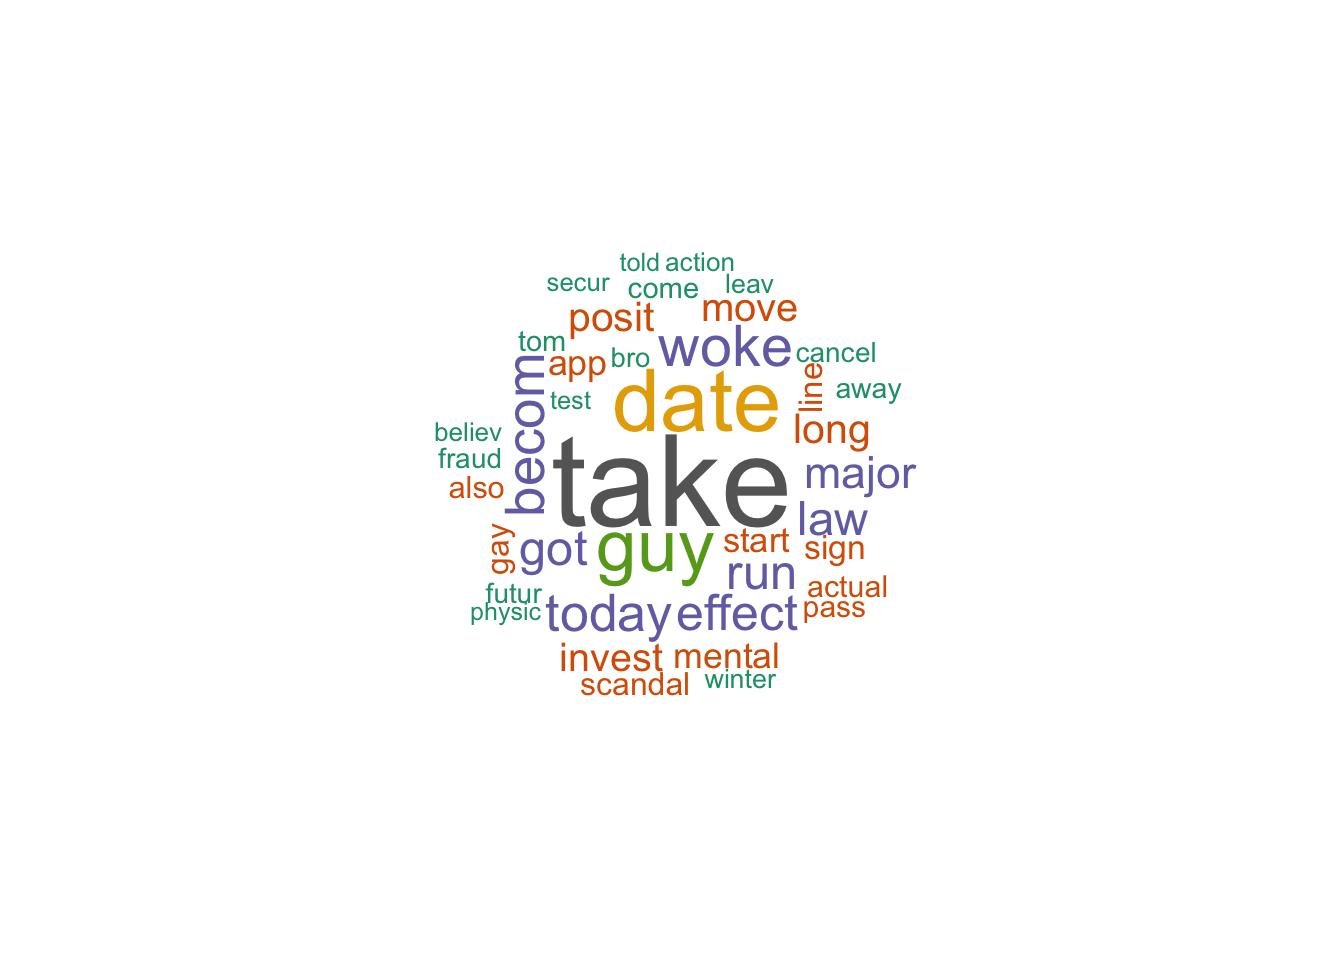 told action
secur come leav
posit move
tom app bro woke cancel
becom test date line away
believ take long
fraud major
also law
gay got guy start sign
run actual
futur today effect pass
physic
invest mental
scandal winter